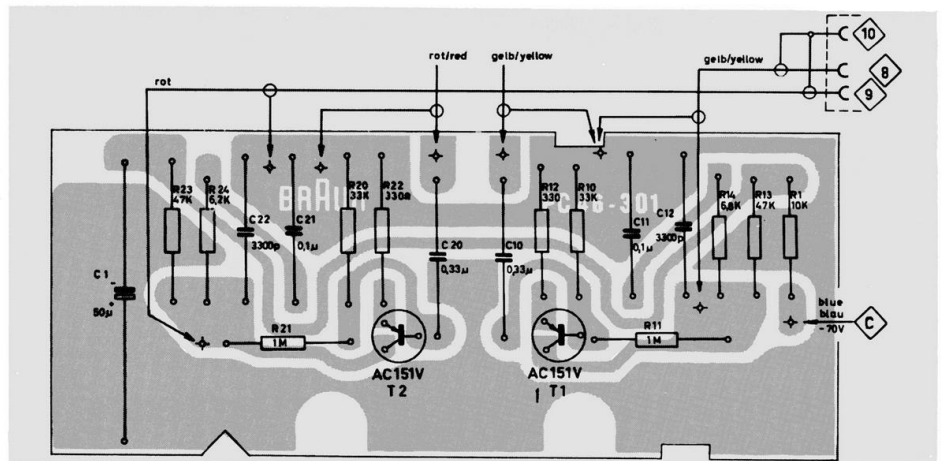 10
rot/red
gelb/yellow
gelb/yellow
8
rot
9
BRAUN
R23
47K
R24
6,2K
C22
3300p
C21
0,1µ
R20
33K
R22
330Ω
C20
0,33µ
C10
0,33µ
R12
330
R10
33K
-301
C11
0,1µ
C12
3300p
R14
6,8K
R13
47K
R1
10K
C1
-
+
50µ
R21
1M
R11
1M
blue
blau
-70V
C
AC151V
T2
AC151V
T1